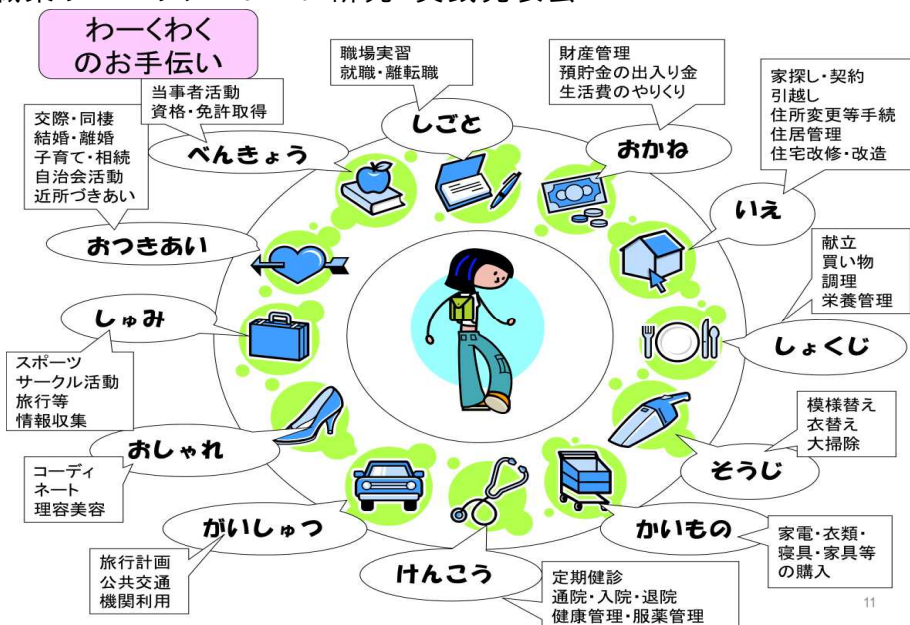 わーくわく
のお手伝い
職場実習
就職・離転職
しごと
財産管理
預貯金の出入り金
生活費のやりくり
おかね
家探し・契約
引越し
住所変更等手続
住居管理
住宅改修・改造
いえ
献立
買い物
調理
栄養管理
しょくじ
模様替え
衣替え
大掃除
そうじ
家電・衣類・
寝具・家具等
の購入
かいもの
定期健診
通院・入院・退院
健康管理・服薬管理
けんこう
旅行計画
公共交通
機関利用
がいしゅつ
コーディ
ネート
理容美容
おしゃれ
スポーツ
サークル活動
旅行等
情報収集
しゅみ
交際・同棲
結婚・離婚
子育て・相続
自治会活動
近所づきあい
おつきあい
当事者活動
資格・免許取得
べんきょう
11